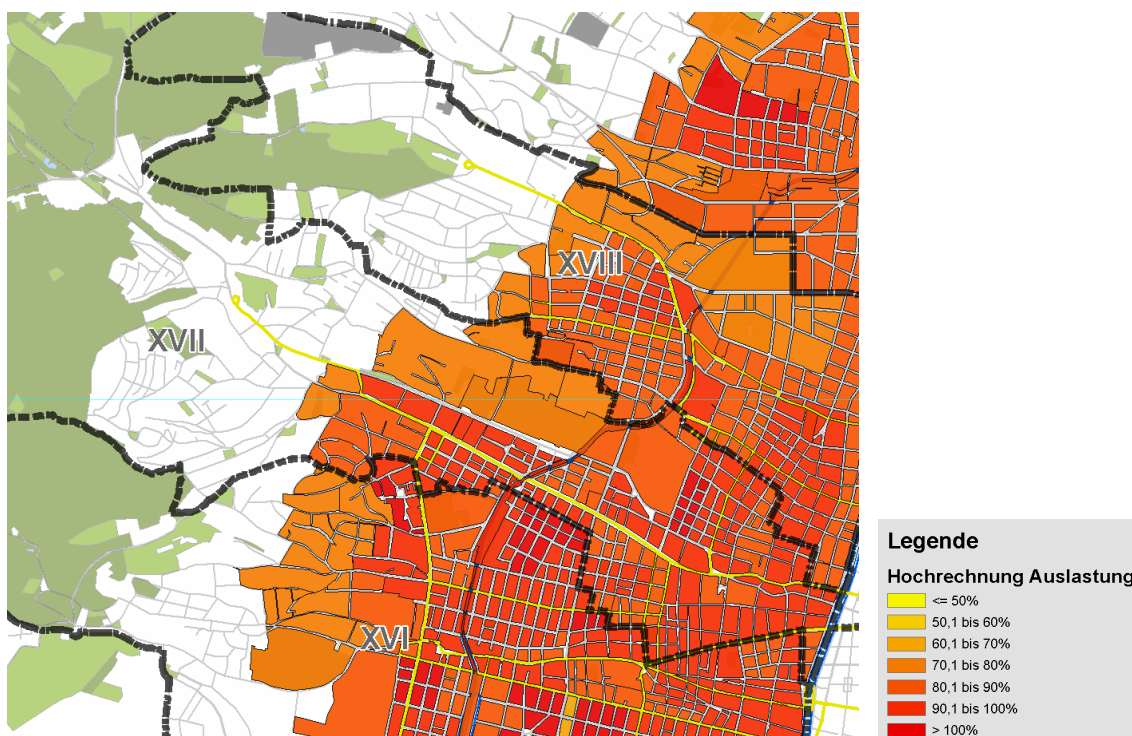 XVIII
XVII
XVI
Legende
Hochrechnung Auslastung
<= 50%
50,1 bis 60%
60,1 bis 70%
70,1 bis 80%
80,1 bis 90%
90,1 bis 100%
> 100%